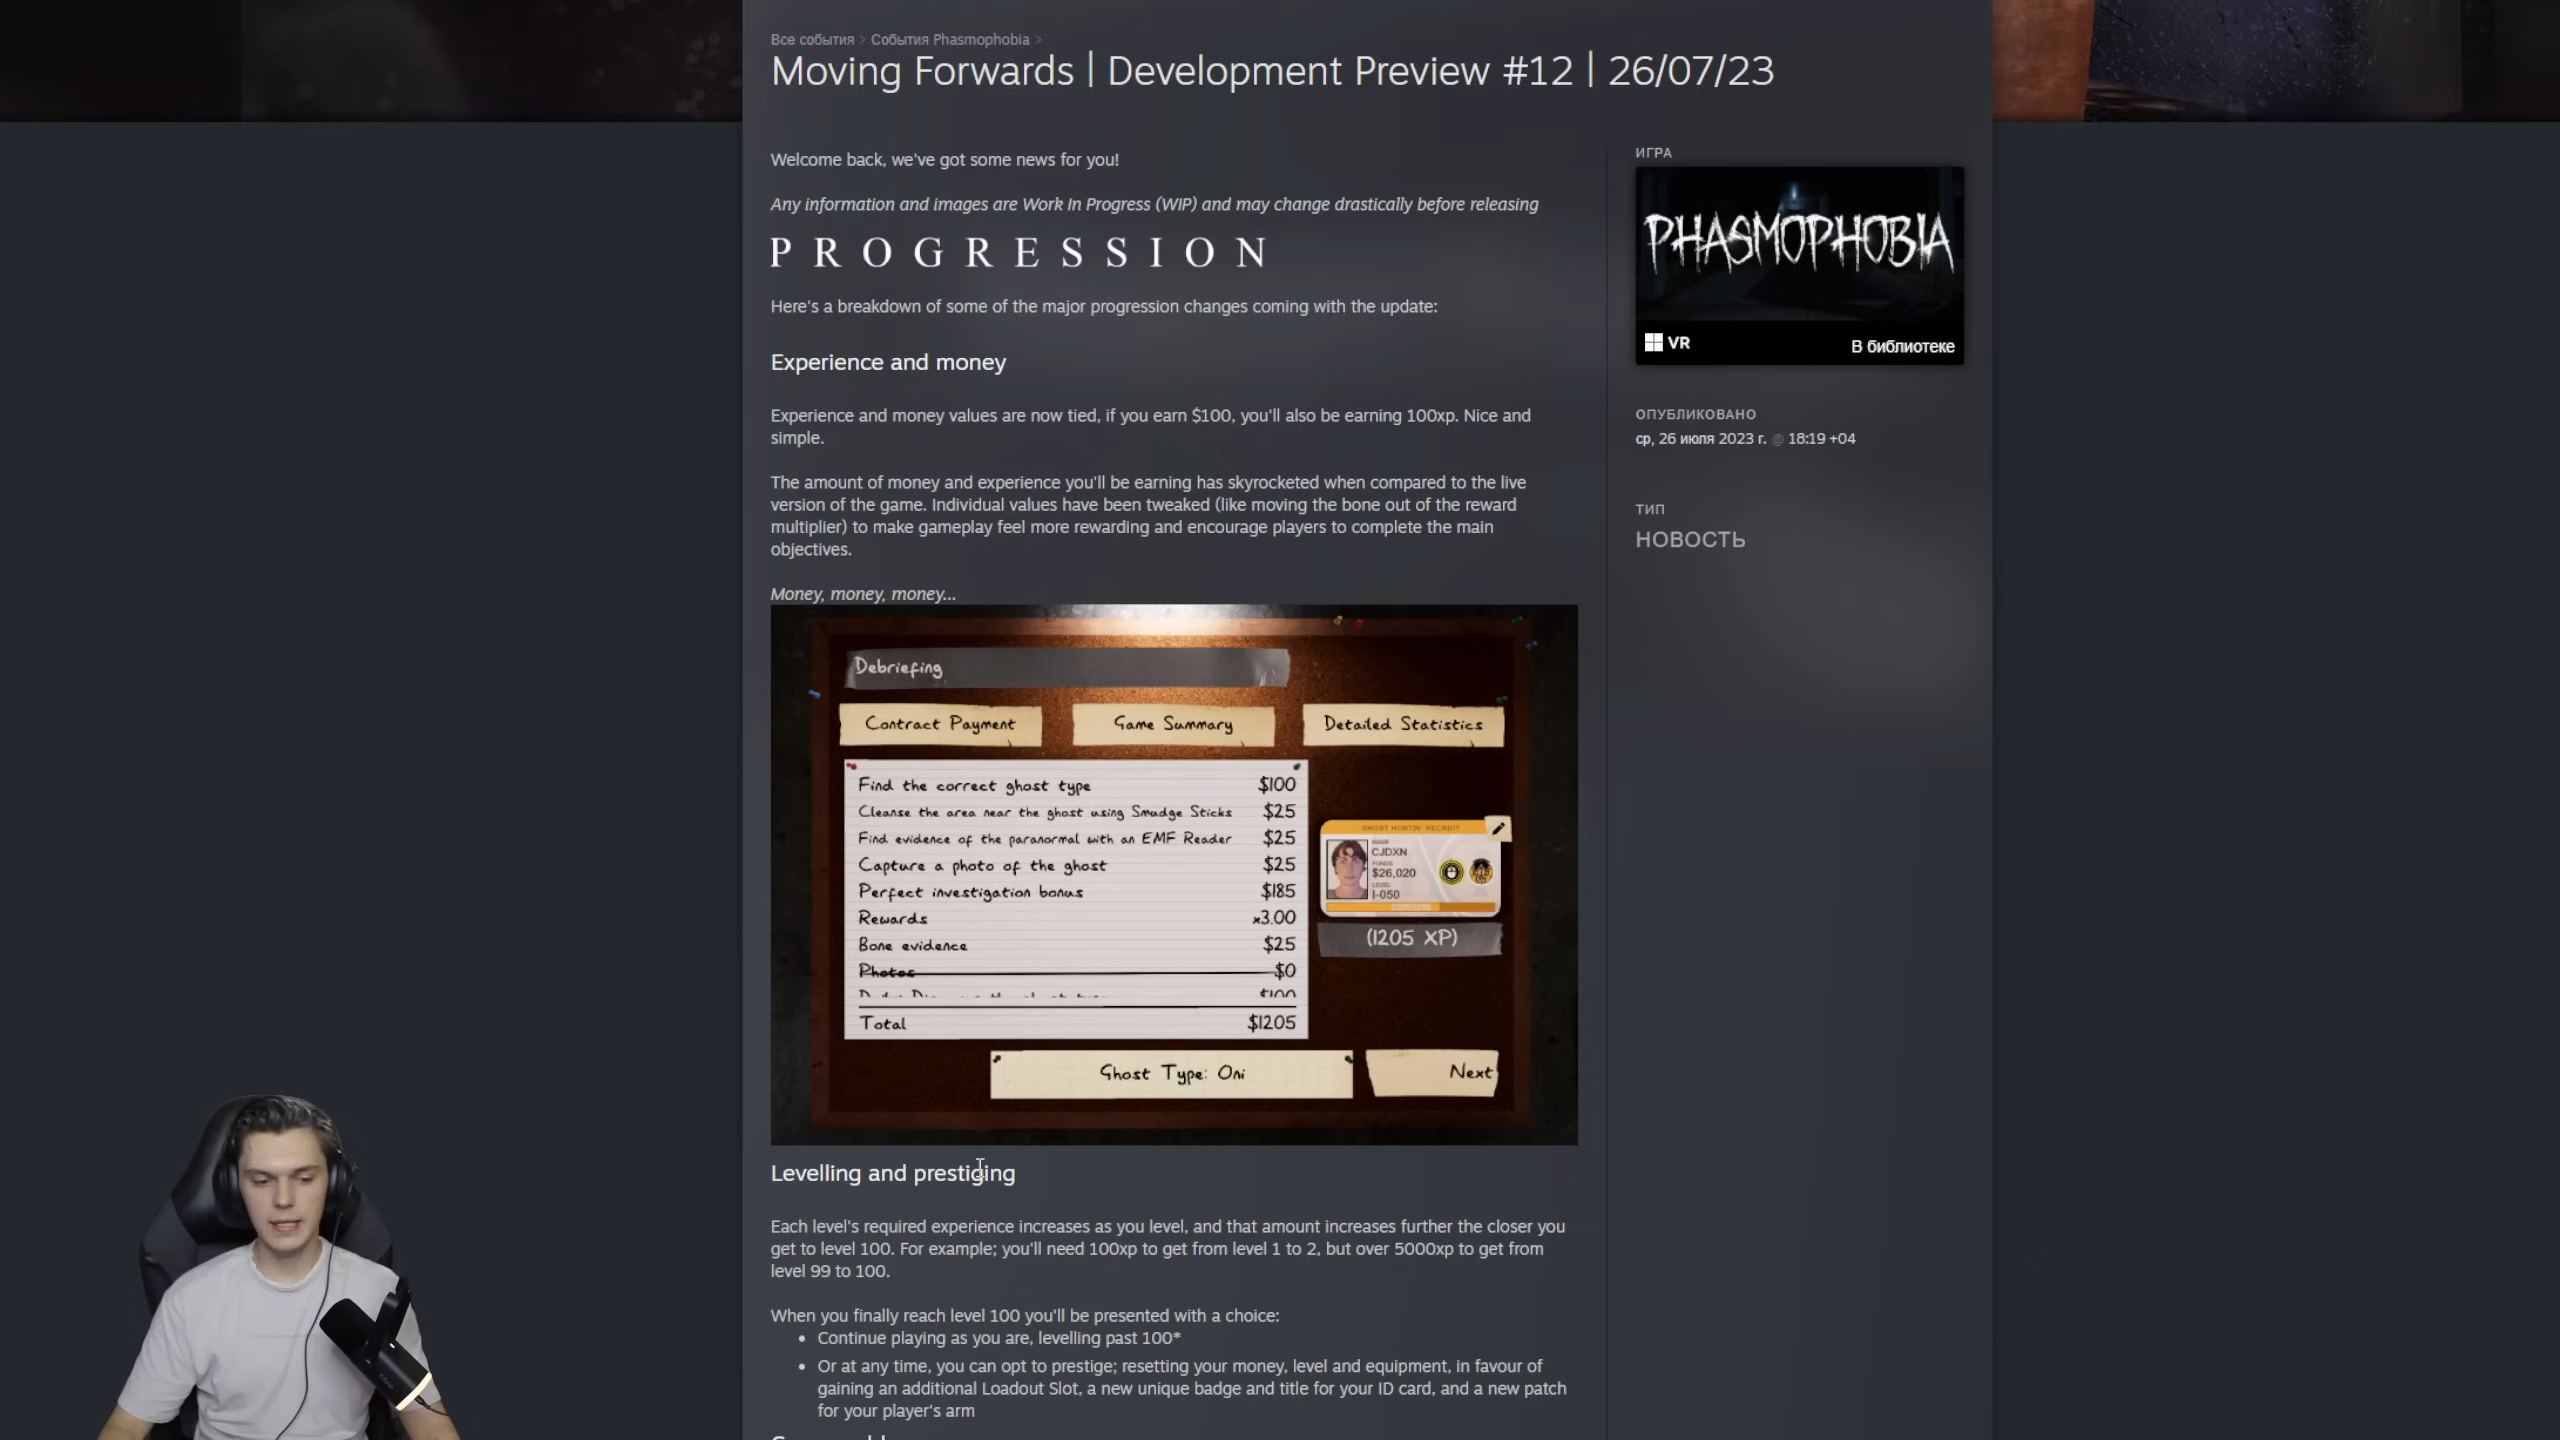 Все события > События Phasmophobia >
Moving Forwards | Development Preview #12 | 26/07/23
Welcome back, we've got some news for you!
Any information and images are Work In Progress (WIP) and may change drastically before releasing
PROGRESSION
Here's a breakdown of some of the major progression changes coming with the update:
Experience and money
Experience and money values are now tied, if you earn $100, you'll also be earning 100xp. Nice and
simple.
The amount of money and experience you'll be earning has skyrocketed when compared to the live
version of the game. Individual values have been tweaked (like moving the bone out of the reward
multiplier) to make gameplay feel more rewarding and encourage players to complete the main
objectives.
Money, money, money...
Debriefing
Contract Payment
Game Summary
Detailed Statistics
Find the correct ghost type $100
Cleanse the area near the ghost using Smudge Sticks $25
Find evidence of the paranormal with an EMF Reader $25
Capture a photo of the ghost $25
Perfect investigation bonus $185
Rewards x3.00
Bone evidence $25
Photos $0
$100
Total $1205
GHOST HUNTIN' RECRUIT
NAME
CJDXN
FUNDS
$26,020
LEVEL
I-050
(1205 XP)
Ghost Type: Oni
Next
Levelling and prestiging
Each level's required experience increases as you level, and that amount increases further the closer you
get to level 100. For example; you'll need 100xp to get from level 1 to 2, but over 5000xp to get from
level 99 to 100.
When you finally reach level 100 you'll be presented with a choice:
• Continue playing as you are, levelling past 100*
• Or at any time, you can opt to prestige; resetting your money, level and equipment, in favour of
gaining an additional Loadout Slot, a new unique badge and title for your ID card, and a new patch
for your player's arm
ИГРА
PHASMOPHOBIA
VR
В библиотеке
ОПУБЛИКОВАНО
ср, 26 июля 2023 г. @ 18:19 +04
ТИП
НОВОСТЬ